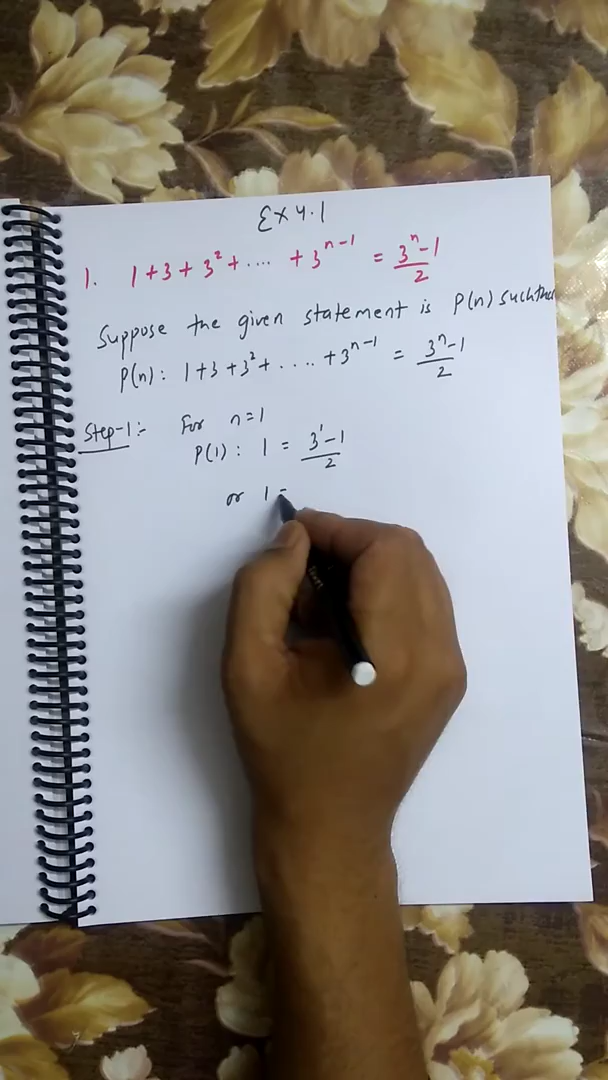 Ex 4.1
1. 1 + 3 + 3² + .... + 3ⁿ⁻¹ = (3ⁿ - 1)/2
Suppose the given statement is P(n) such that
P(n): 1 + 3 + 3² + .... + 3ⁿ⁻¹ = (3ⁿ - 1)/2
Step-1:- For n=1
P(1): 1 = (3¹ - 1)/2
or 1 =